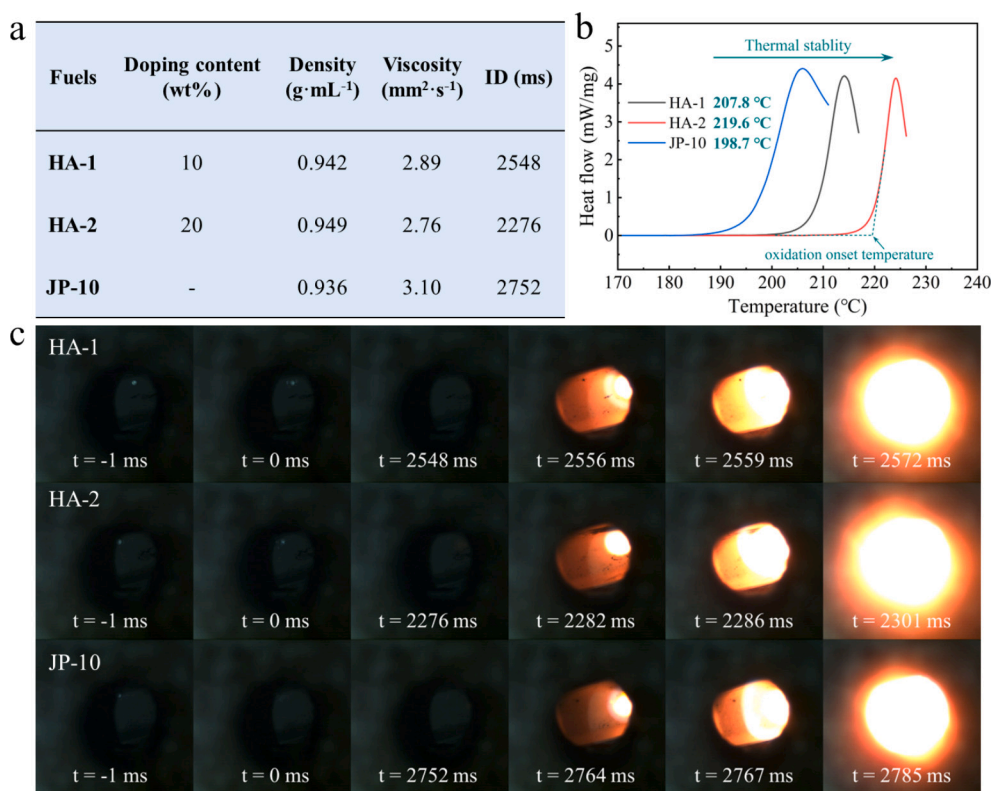 a
Fuels Doping content (wt%) Density (g·mL⁻¹) Viscosity (mm²·s⁻¹) ID (ms)
HA-1 10 0.942 2.89 2548
HA-2 20 0.949 2.76 2276
JP-10 - 0.936 3.10 2752
b
Thermal stablity
HA-1 207.8 °C
HA-2 219.6 °C
JP-10 198.7 °C
oxidation onset temperature
Heat flow (mW/mg)
5
4
3
2
1
0
170 180 190 200 210 220 230 240
Temperature (°C)
c
HA-1
t = -1 ms t = 0 ms t = 2548 ms t = 2556 ms t = 2559 ms t = 2572 ms
HA-2
t = -1 ms t = 0 ms t = 2276 ms t = 2282 ms t = 2286 ms t = 2301 ms
JP-10
t = -1 ms t = 0 ms t = 2752 ms t = 2764 ms t = 2767 ms t = 2785 ms